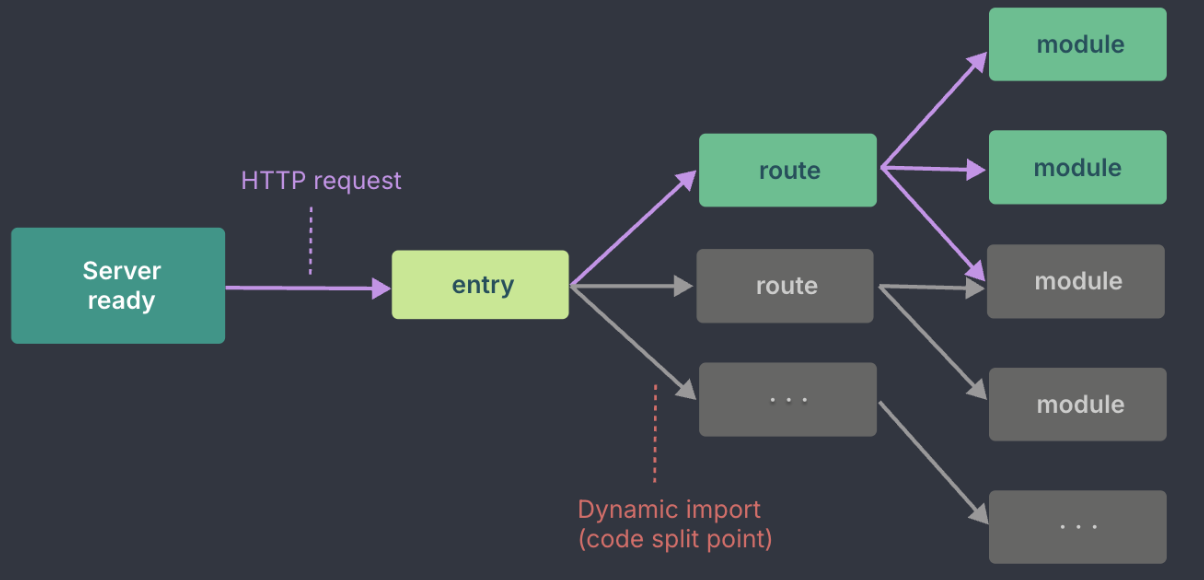 module
route
module
HTTP request
Server
ready
entry
route
module
. . .
module
Dynamic import
(code split point)
. . .